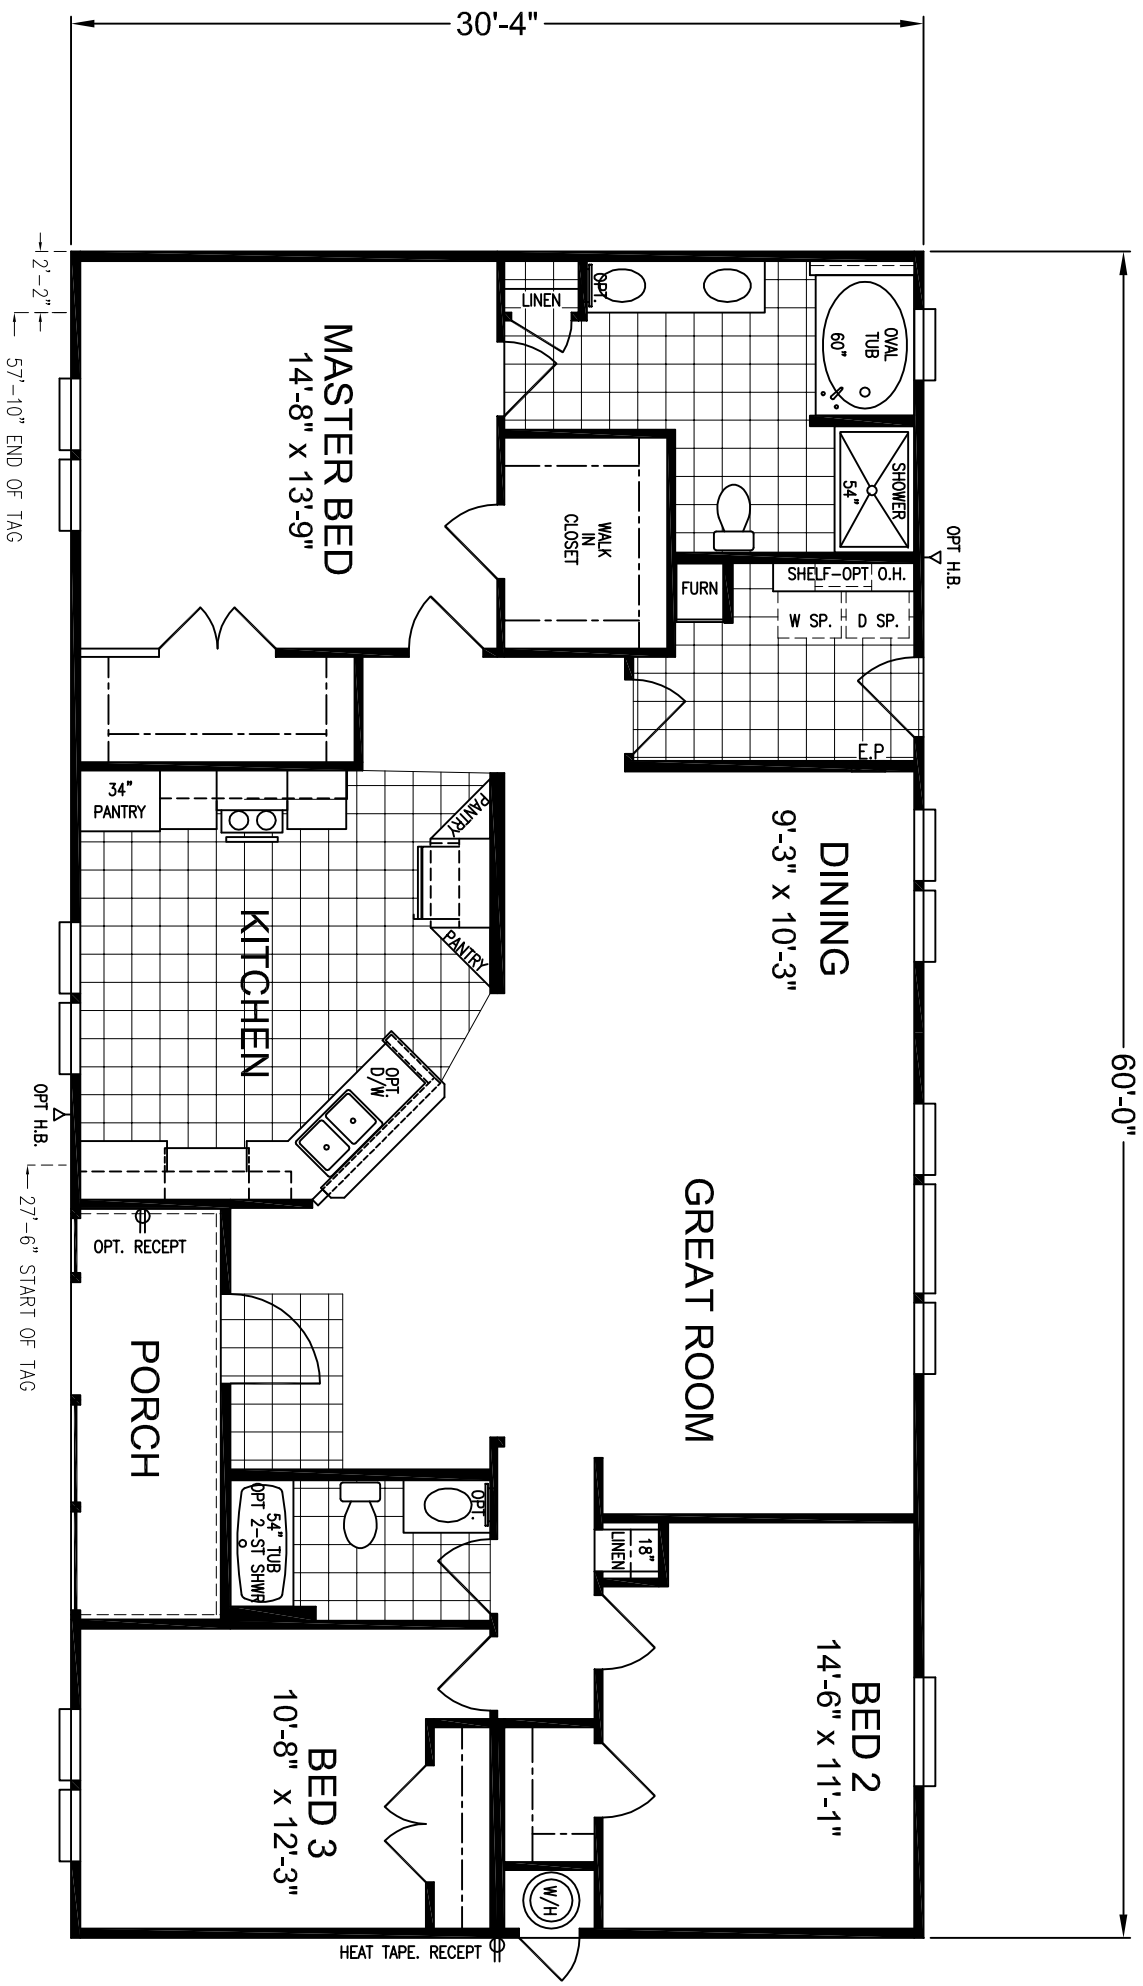 30'-4"
60'-0"
2'-2"
57'-10" END OF TAG
27'-6" START OF TAG
MASTER BED
14'-8" x 13'-9"
LINEN
OPT.
OVAL
TUB
60"
SHOWER
54"
WALK
IN
CLOSET
OPT H.B.
FURN
SHELF-OPT O.H.
W SP.
D SP.
E.P
34"
PANTRY
PANTRY
PANTRY
KITCHEN
OPT.
D/W
OPT H.B.
DINING
9'-3" x 10'-3"
GREAT ROOM
OPT. RECEPT
PORCH
OPT.
54" TUB
OPT 2-ST SHWR
18"
LINEN
BED 2
14'-6" x 11'-1"
BED 3
10'-8" x 12'-3"
W/H
HEAT TAPE. RECEPT